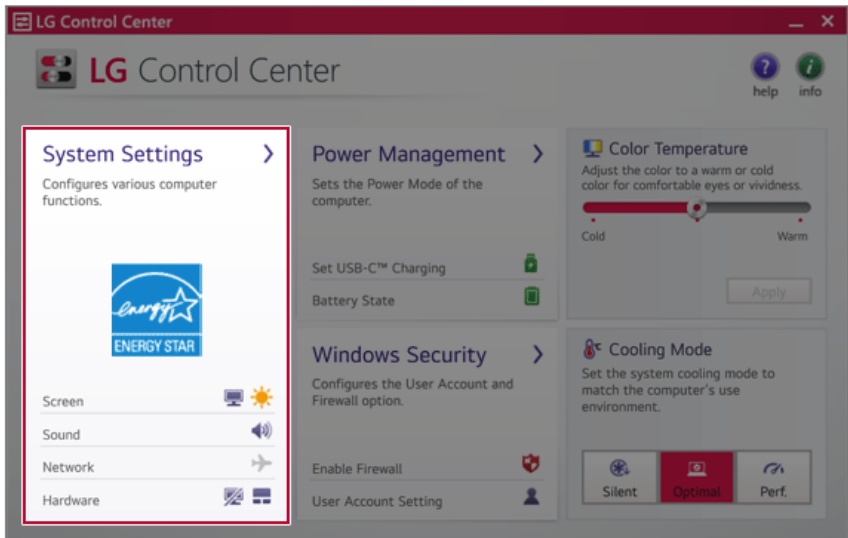 LG Control Center
LG Control Center
help
info
System Settings
Configures various computer
functions.
energy
ENERGY STAR
Screen
Sound
Network
Hardware
Power Management
Sets the Power Mode of the
computer.
Set USB-C™ Charging
Battery State
Windows Security
Configures the User Account and
Firewall option.
Enable Firewall
User Account Setting
Color Temperature
Adjust the color to a warm or cold
color for comfortable eyes or vividness.
Cold
Warm
Apply
Cooling Mode
Set the system cooling mode to
match the computer's use
environment.
Silent
Optimal
Perf.